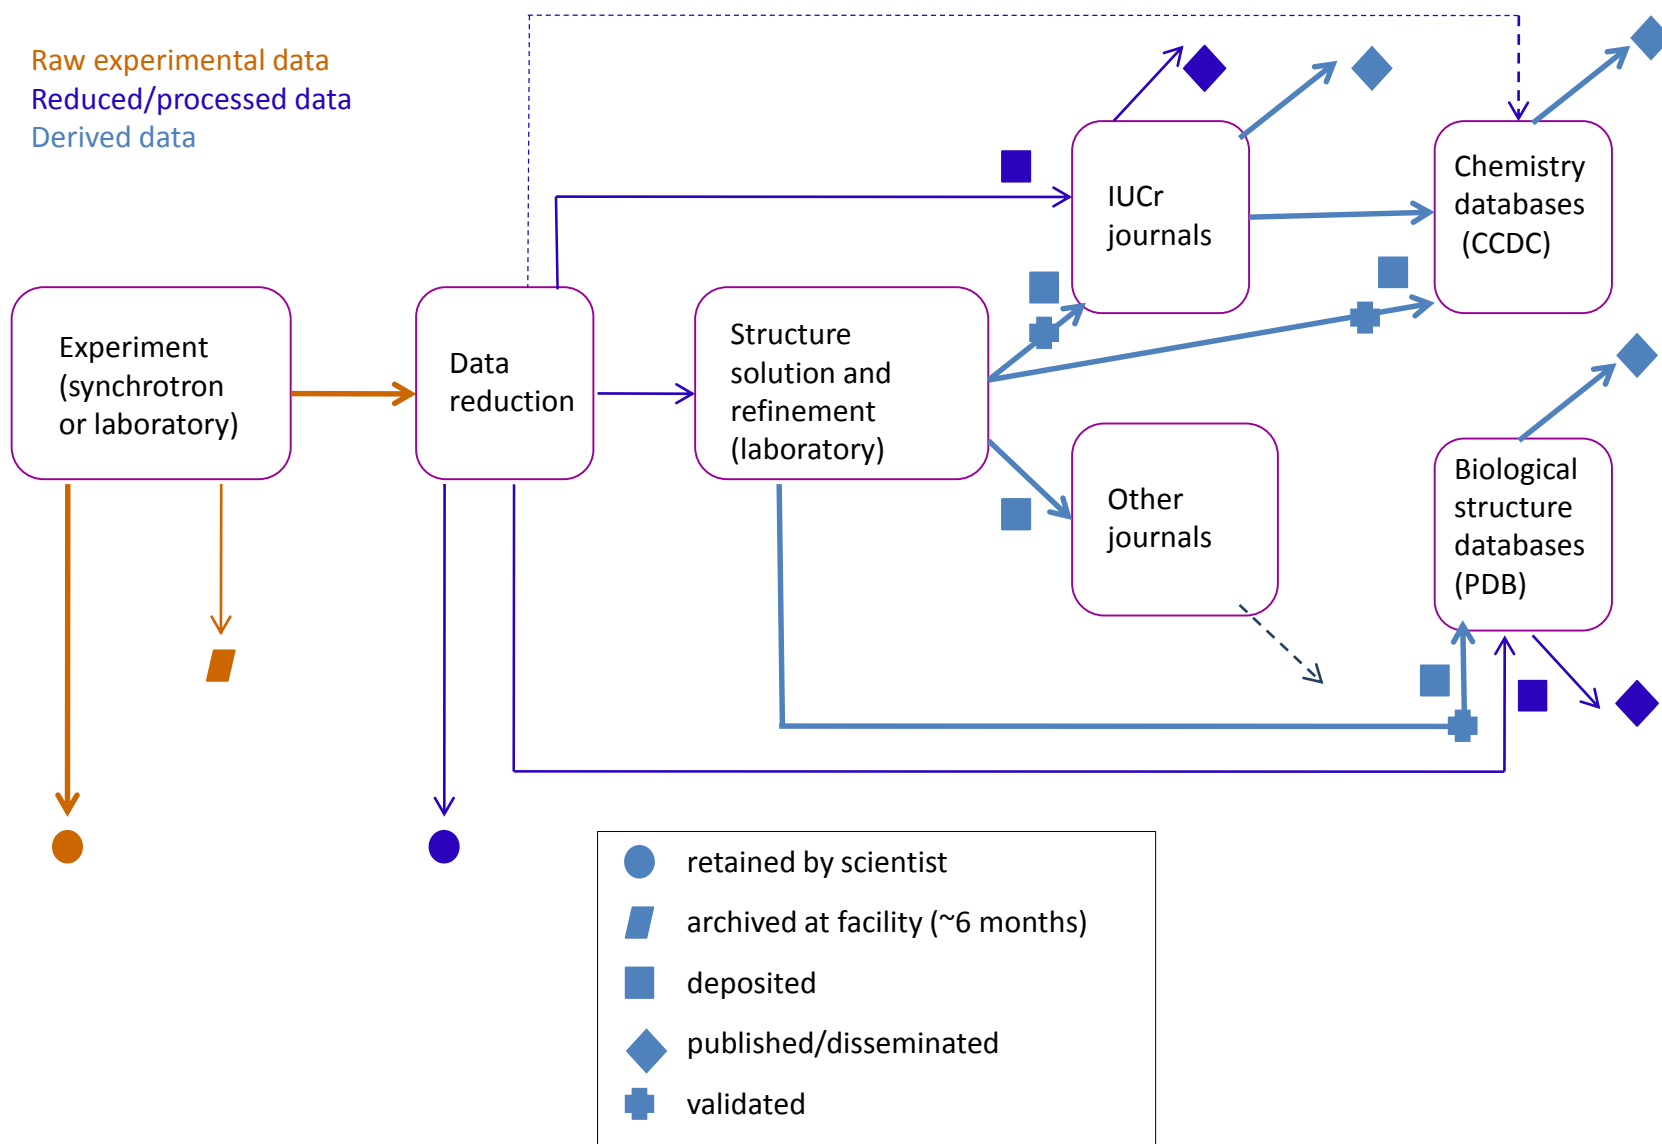 Raw experimental data
Reduced/processed data
Derived data
Experiment
(synchrotron
or laboratory)
Data
reduction
Structure
solution and
refinement
(laboratory)
IUCr
journals
Other
journals
Chemistry
databases
(CCDC)
Biological
structure
databases
(PDB)
retained by scientist
archived at facility (~6 months)
deposited
published/disseminated
validated